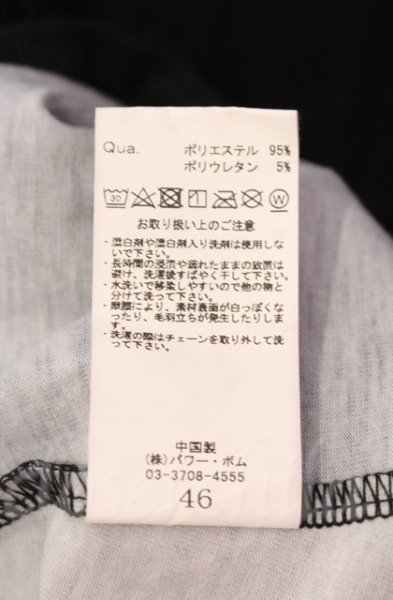 Qua. ポリエステル 95%
ポリウレタン 5%
30 W
お取り扱い上のご注意
・漂白剤や漂白剤入り洗剤は使用しな
いで下さい。
・長時間の浸漬や濡れたままの放置は
避け、洗濯後すばやく干して下さい。
・水洗いで移染しやすいので他の物と
分けて洗って下さい。
・摩擦により、素材表面が白っぽくな
ったり、毛羽立ちが発生したりしま
す。
・洗濯の際はチェーンを取り外して洗
って下さい。
中国製
(株)パワー・ボム
03-3708-4555
46